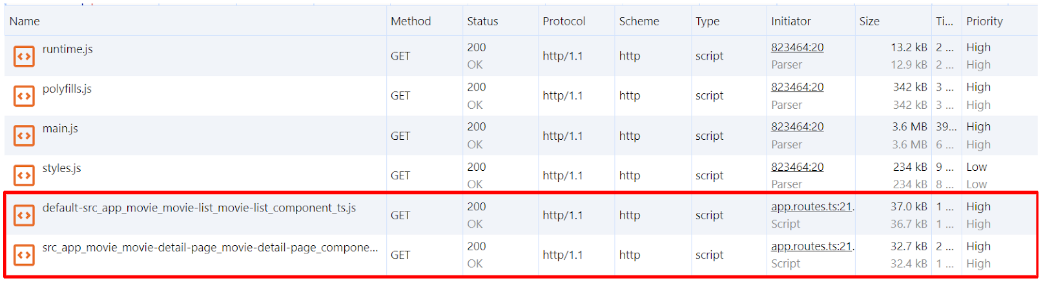 Name Method Status Protocol Scheme Type Initiator Size Ti... Priority
runtime.js GET 200 http/1.1 http script 823464:20 13.2 kB 2 ... High
OK Parser 12.9 kB 2 ... High
polyfills.js GET 200 http/1.1 http script 823464:20 342 kB 3 ... High
OK Parser 342 kB 3 ... High
main.js GET 200 http/1.1 http script 823464:20 3.6 MB 39... High
OK Parser 3.6 MB 6 ... High
styles.js GET 200 http/1.1 http script 823464:20 234 kB 9 ... Low
OK Parser 234 kB 8 ... Low
default-src_app_movie_movie-list_movie-list_component_ts.js GET 200 http/1.1 http script app.routes.ts:21. 37.0 kB 1 ... High
OK Script 36.7 kB 1 ... High
src_app_movie_movie-detail-page_movie-detail-page_compone... GET 200 http/1.1 http script app.routes.ts:21. 32.7 kB 2 ... High
OK Script 32.4 kB 1 ... High